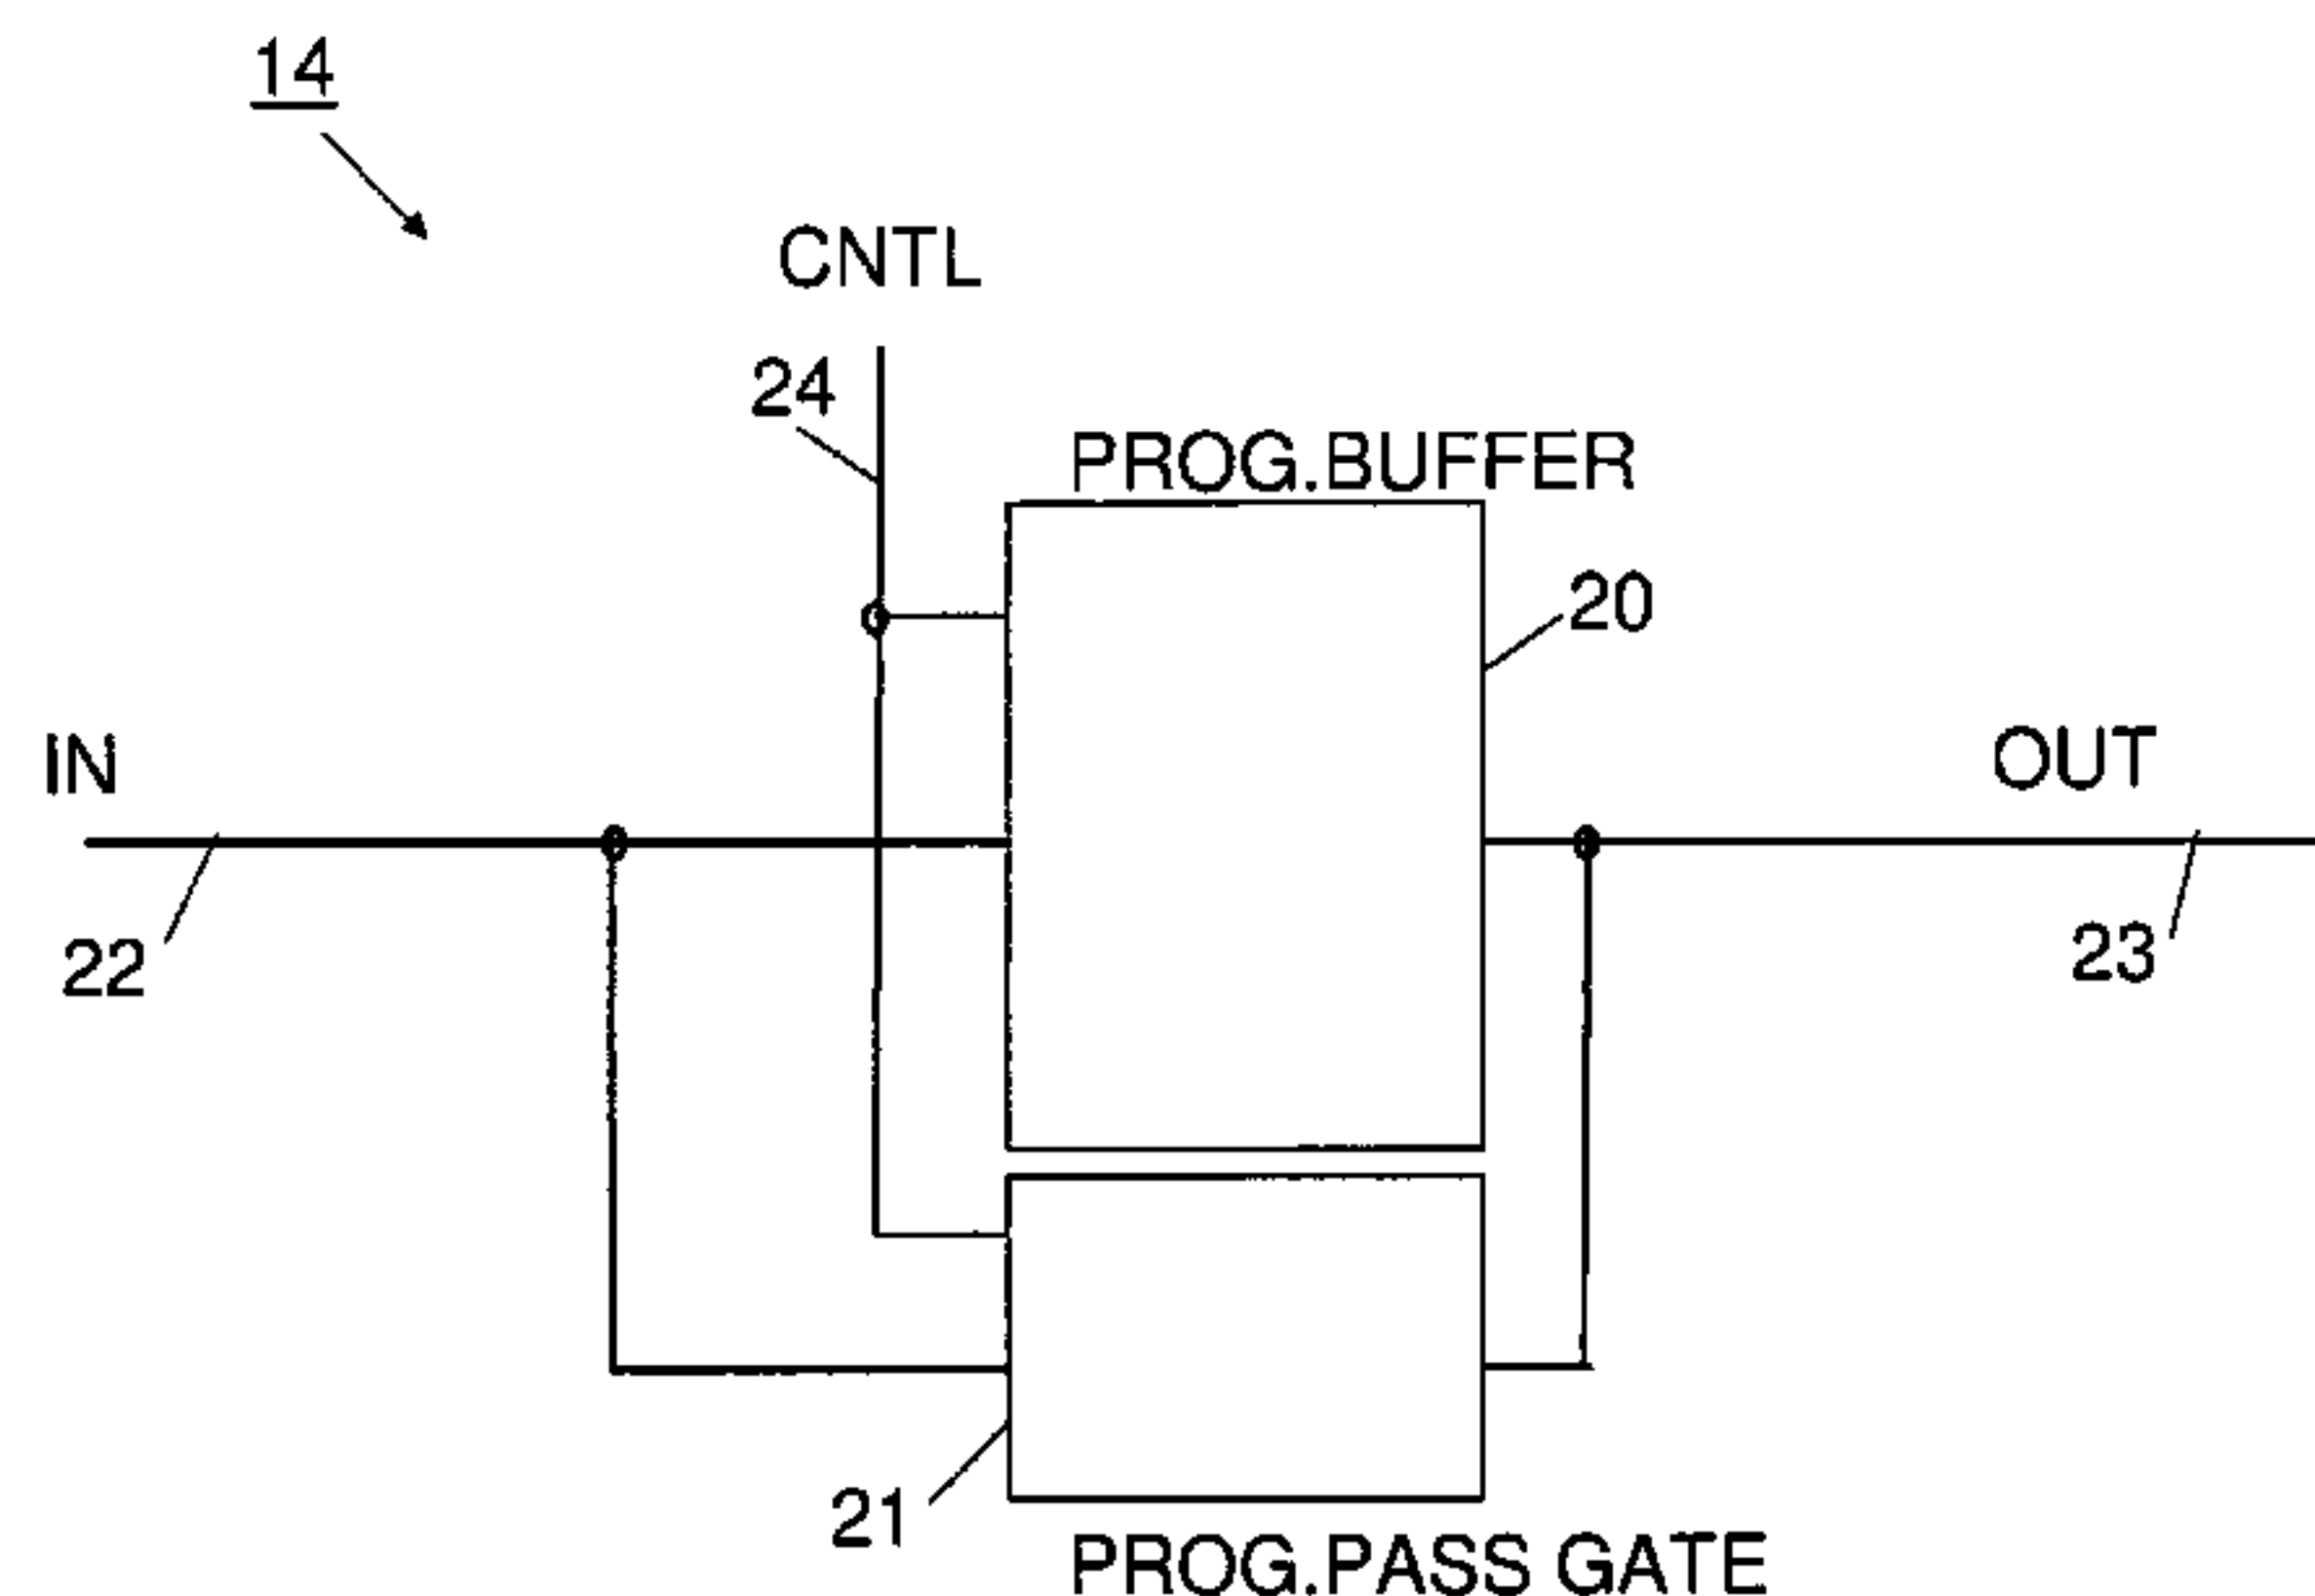 14
CNTL
24
PROG.BUFFER
20
IN
OUT
22
23
21
PROG.PASS GATE